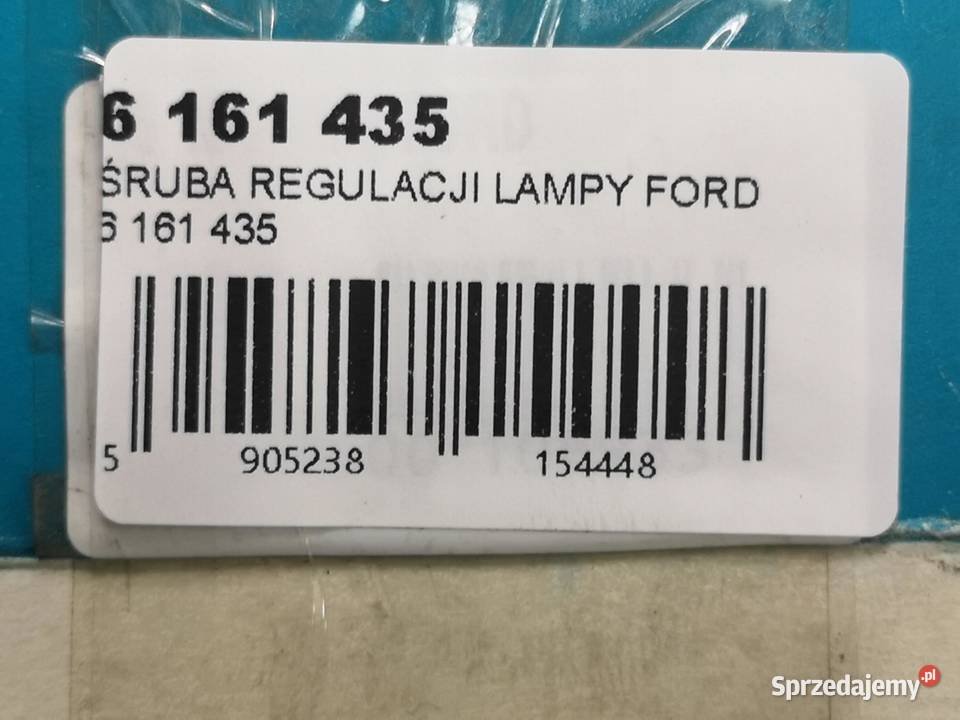 6 161 435
ŚRUBA REGULACJI LAMPY FORD
6 161 435
5 905238 154448
Sprzedajemy.pl